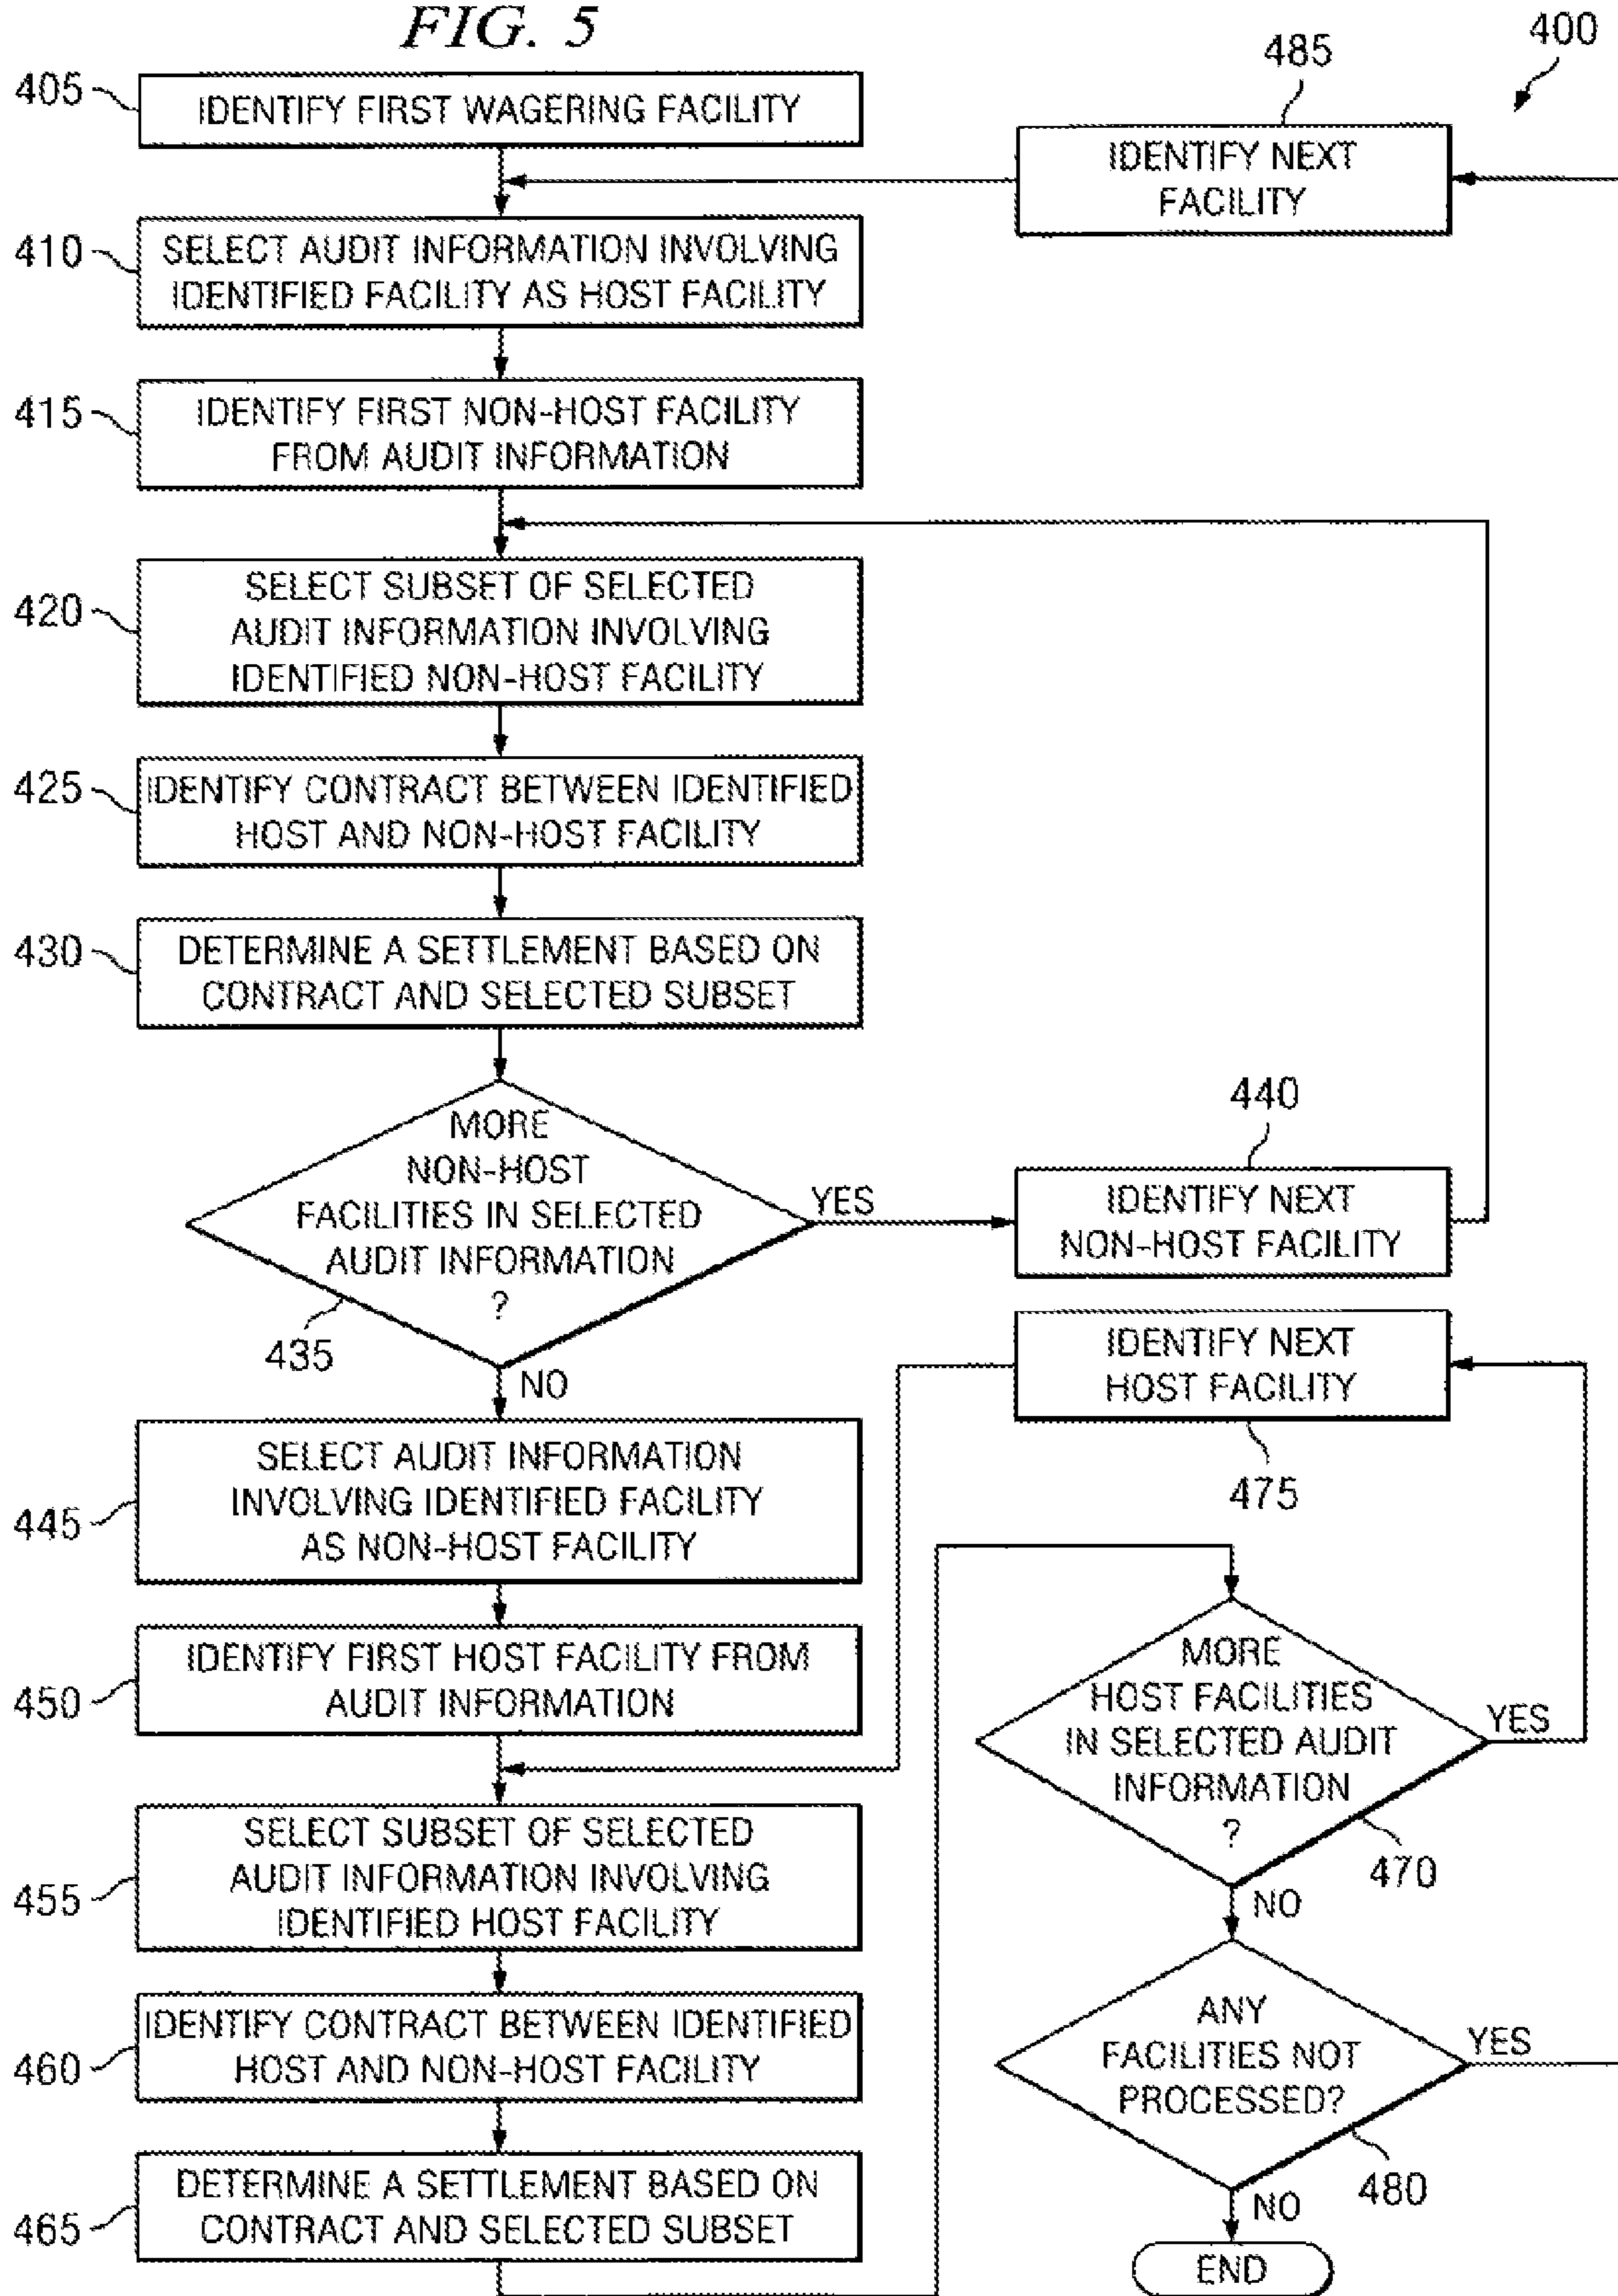 FIG. 5
400
405
IDENTIFY FIRST WAGERING FACILITY
485
IDENTIFY NEXT
FACILITY
410
SELECT AUDIT INFORMATION INVOLVING
IDENTIFIED FACILITY AS HOST FACILITY
415
IDENTIFY FIRST NON-HOST FACILITY
FROM AUDIT INFORMATION
420
SELECT SUBSET OF SELECTED
AUDIT INFORMATION INVOLVING
IDENTIFIED NON-HOST FACILITY
425
IDENTIFY CONTRACT BETWEEN IDENTIFIED
HOST AND NON-HOST FACILITY
430
DETERMINE A SETTLEMENT BASED ON
CONTRACT AND SELECTED SUBSET
MORE
NON-HOST
FACILITIES IN SELECTED
AUDIT INFORMATION
?
435
YES
NO
440
IDENTIFY NEXT
NON-HOST FACILITY
IDENTIFY NEXT
HOST FACILITY
475
445
SELECT AUDIT INFORMATION
INVOLVING IDENTIFIED FACILITY
AS NON-HOST FACILITY
450
IDENTIFY FIRST HOST FACILITY FROM
AUDIT INFORMATION
455
SELECT SUBSET OF SELECTED
AUDIT INFORMATION INVOLVING
IDENTIFIED HOST FACILITY
460
IDENTIFY CONTRACT BETWEEN IDENTIFIED
HOST AND NON-HOST FACILITY
465
DETERMINE A SETTLEMENT BASED ON
CONTRACT AND SELECTED SUBSET
MORE
HOST FACILITIES
IN SELECTED AUDIT
INFORMATION
?
YES
470
NO
ANY
FACILITIES NOT
PROCESSED?
YES
480
NO
END